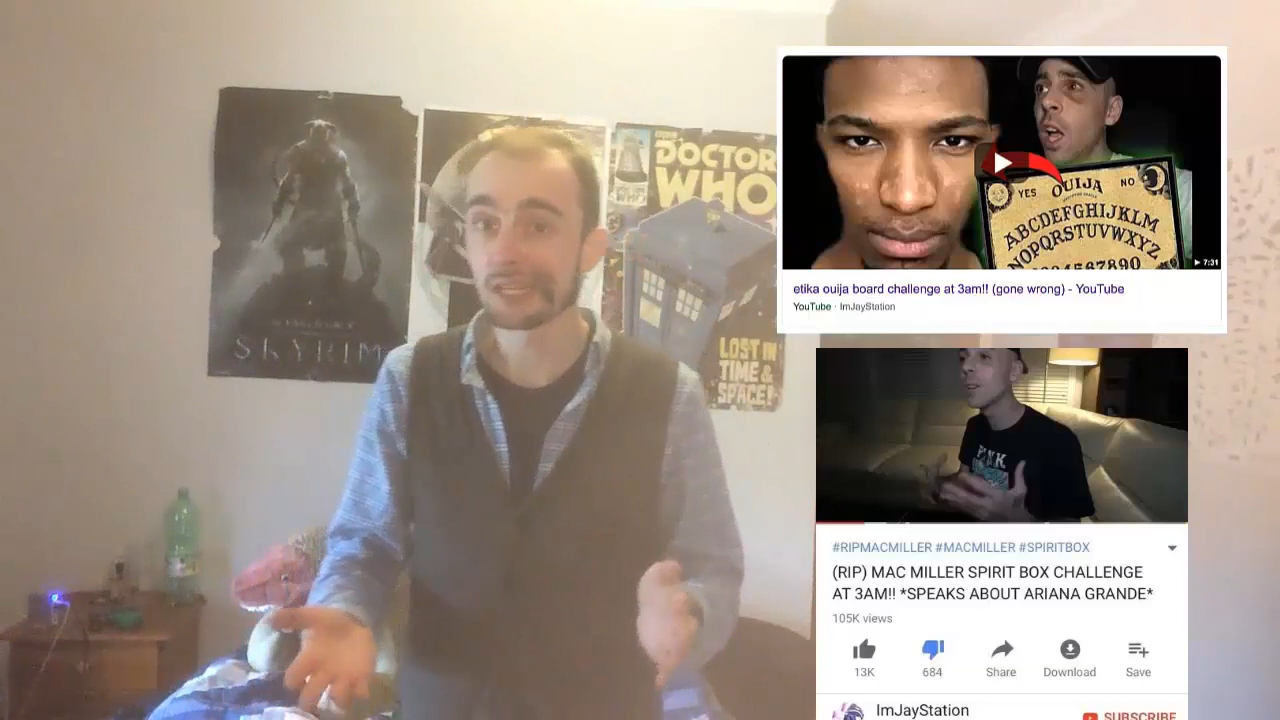 SKYRIM
DOCTOR
WHO
LOST IN
TIME &
SPACE!
YES OUIJA NO
ABCDEFGHIJKLM
NOPQRSTUVWXYZ
1234567890
7:31
etika ouija board challenge at 3am!! (gone wrong) - YouTube
YouTube · ImJayStation
#RIPMACMILLER #MACMILLER #SPIRITBOX
(RIP) MAC MILLER SPIRIT BOX CHALLENGE
AT 3AM!! *SPEAKS ABOUT ARIANA GRANDE*
105K views
13K 684 Share Download Save
ImJayStation
SUBSCRIBE